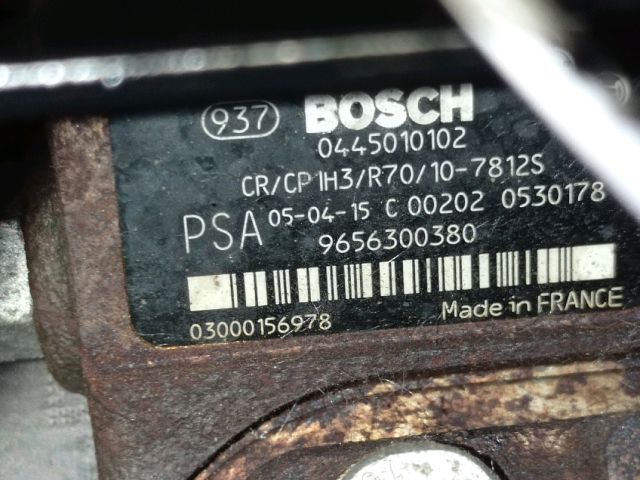 937 BOSCH
0445010102
CR/CP1H3/R70/10-7812S
PSA 05-04-15 C 00202 0530178
9656300380
03000156978 Made in FRANCE